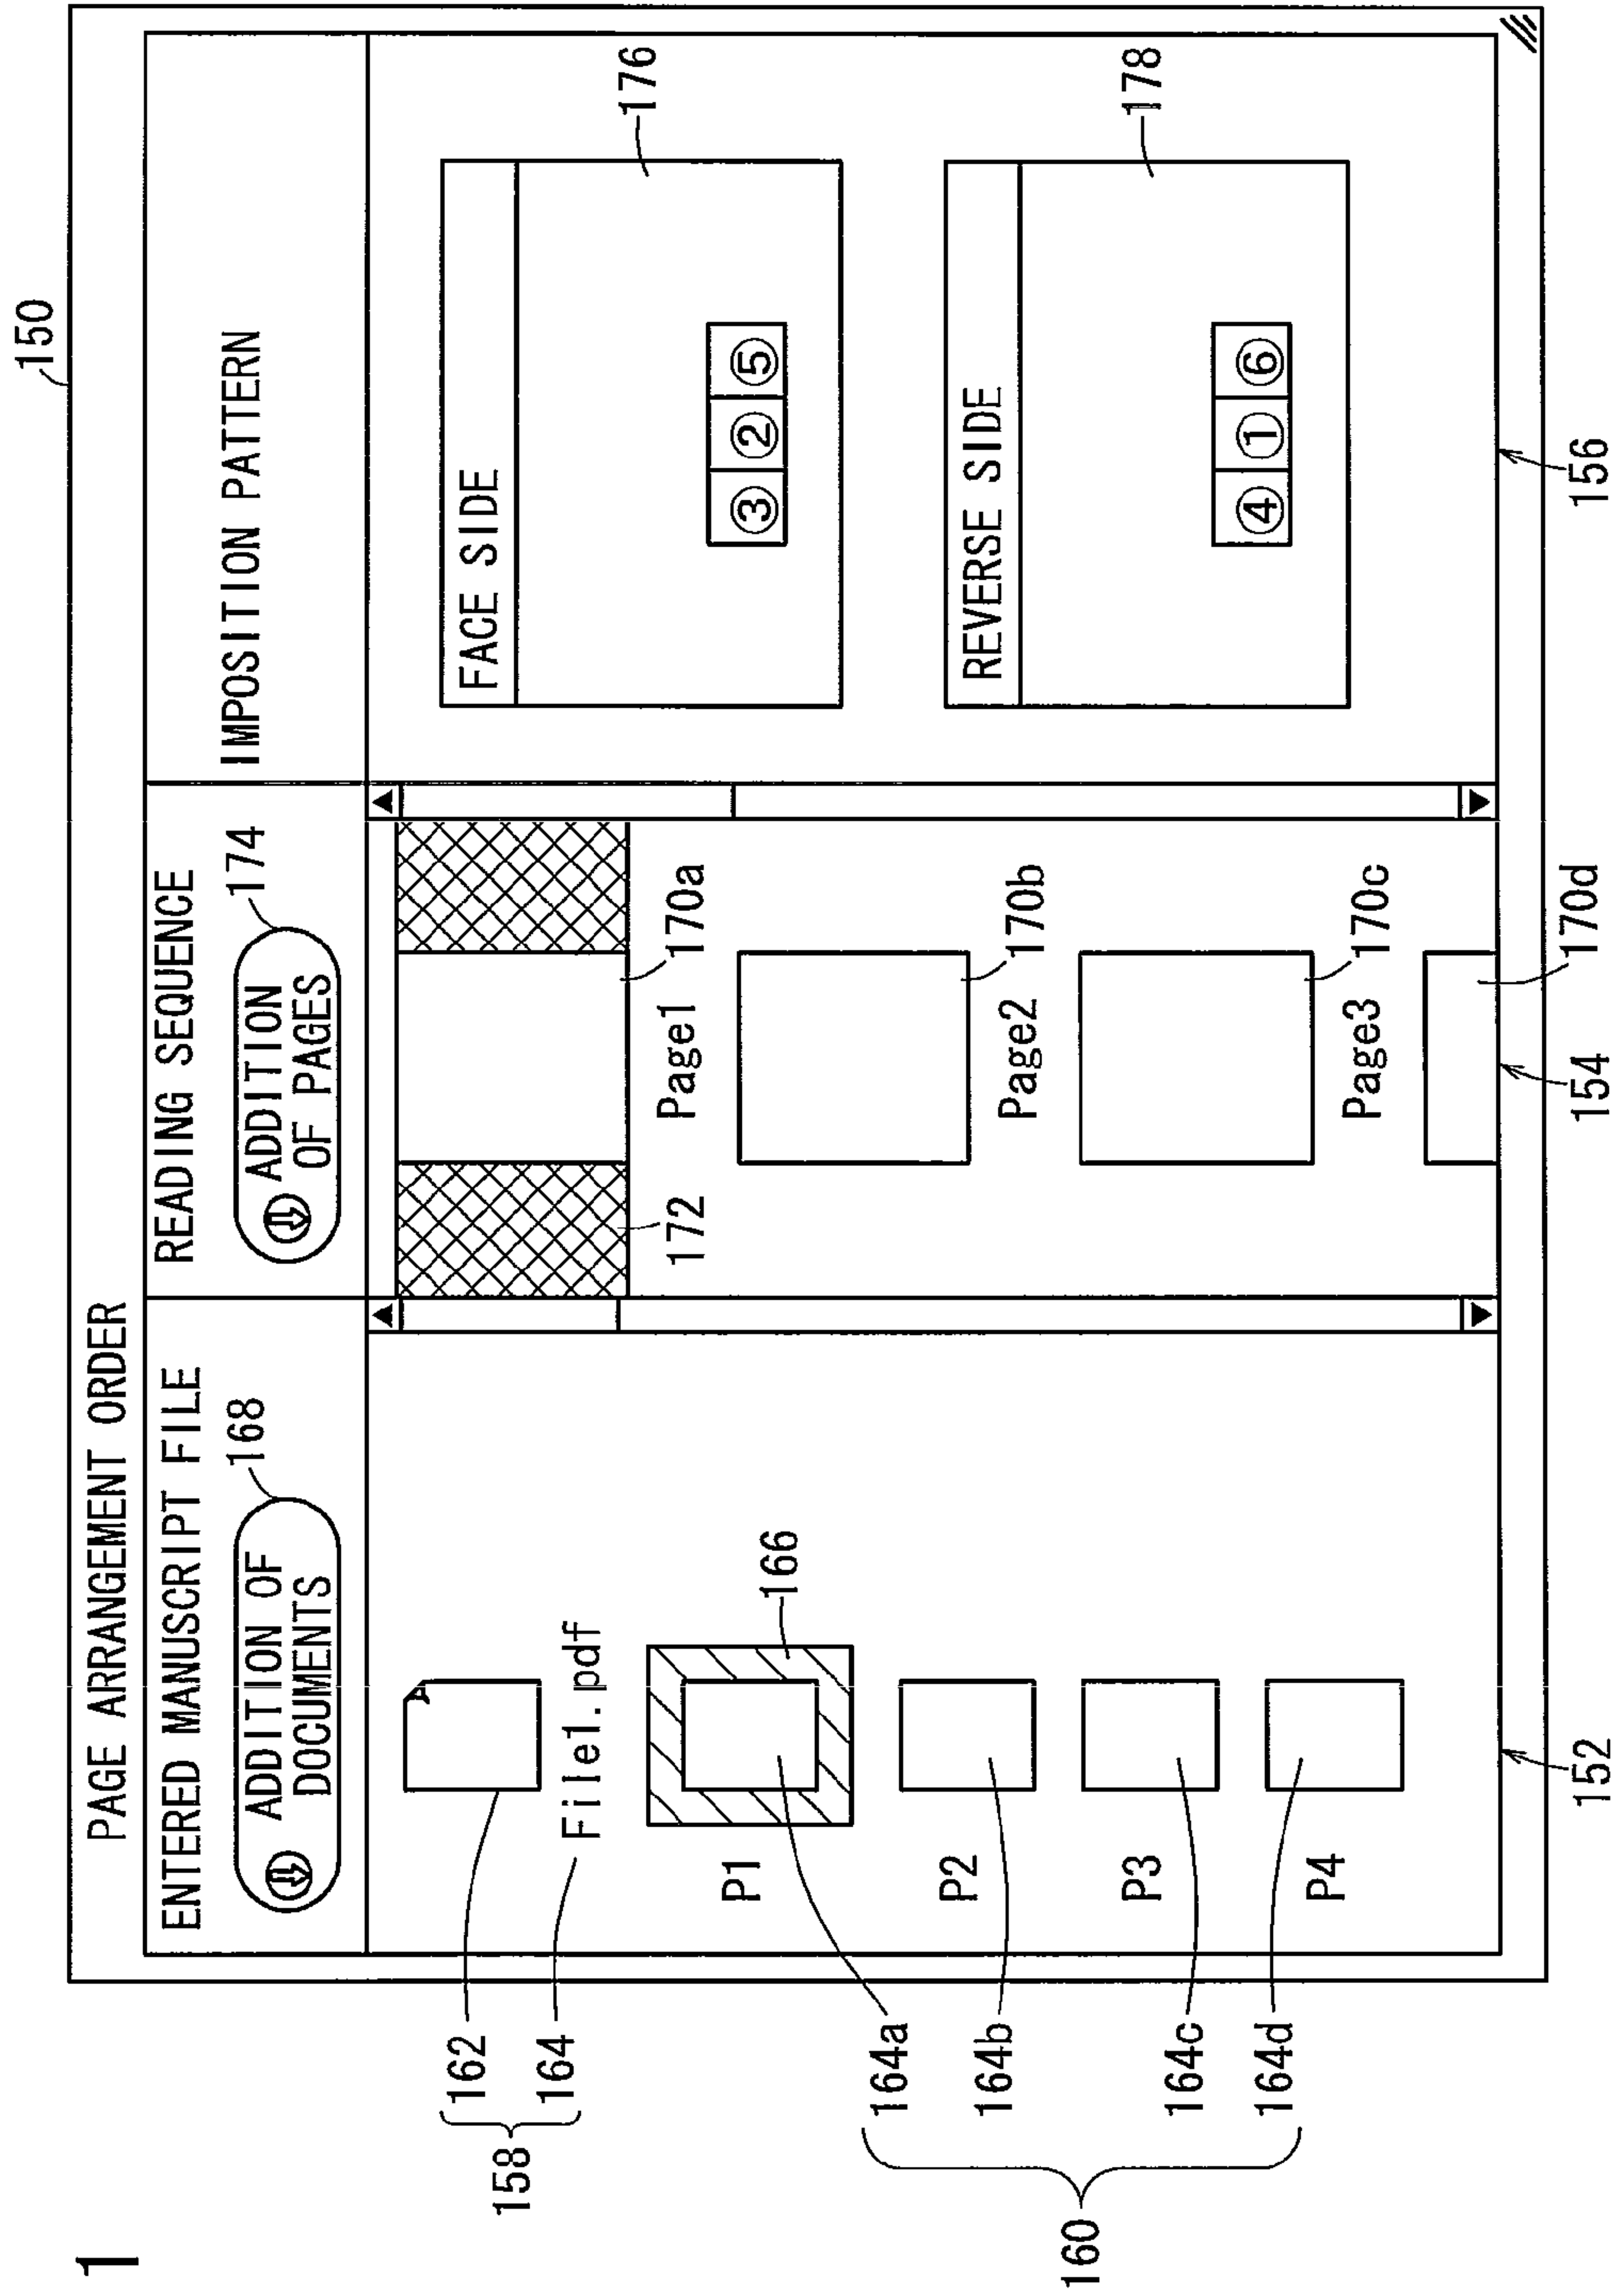 1
150
PAGE ARRANGEMENT ORDER
ENTERED MANUSCRIPT FILE
168
ADDITION OF
DOCUMENTS
READING SEQUENCE
174
ADDITION
OF PAGES
IMPOSITION PATTERN
158
162
164
File1.pdf
166
P1
P2
P3
P4
160
164a
164b
164c
164d
152
172
Page1
170a
Page2
170b
Page3
170c
170d
154
FACE SIDE
176
③ ② ⑤
REVERSE SIDE
178
④ ① ⑥
156